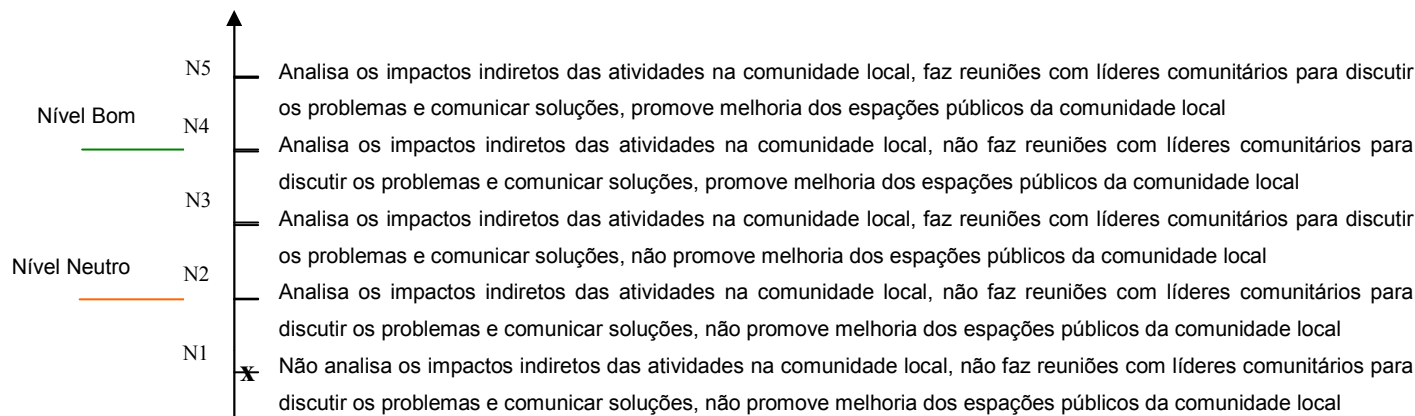 N5
Analisa os impactos indiretos das atividades na comunidade local, faz reuniões com líderes comunitários para discutir
os problemas e comunicar soluções, promove melhoria dos espações públicos da comunidade local
Nível Bom
N4
Analisa os impactos indiretos das atividades na comunidade local, não faz reuniões com líderes comunitários para
discutir os problemas e comunicar soluções, promove melhoria dos espações públicos da comunidade local
N3
Analisa os impactos indiretos das atividades na comunidade local, faz reuniões com líderes comunitários para discutir
os problemas e comunicar soluções, não promove melhoria dos espações públicos da comunidade local
Nível Neutro
N2
Analisa os impactos indiretos das atividades na comunidade local, não faz reuniões com líderes comunitários para
discutir os problemas e comunicar soluções, não promove melhoria dos espações públicos da comunidade local
N1
x
Não analisa os impactos indiretos das atividades na comunidade local, não faz reuniões com líderes comunitários para
discutir os problemas e comunicar soluções, não promove melhoria dos espações públicos da comunidade local